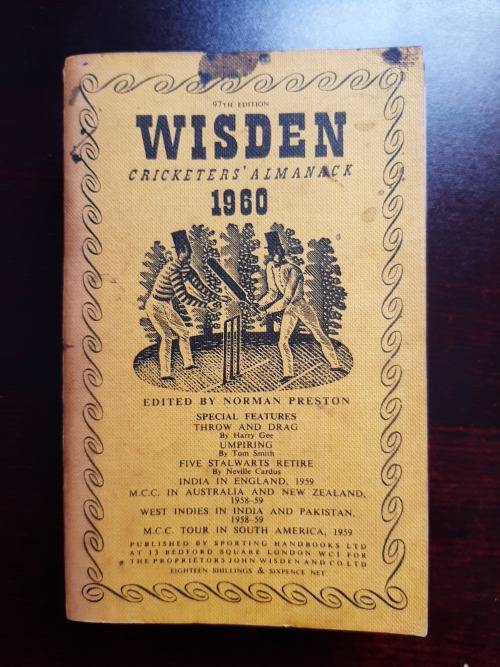 97TH EDITION
WISDEN
CRICKETERS' ALMANACK
1960
EDITED BY NORMAN PRESTON
SPECIAL FEATURES
THROW AND DRAG
By Harry Gee
UMPIRING
By Tom Smith
FIVE STALWARTS RETIRE
By Neville Cardus
INDIA IN ENGLAND, 1959
M.C.C. IN AUSTRALIA AND NEW ZEALAND,
1958-59
WEST INDIES IN INDIA AND PAKISTAN,
1958-59
M.C.C. TOUR IN SOUTH AMERICA, 1959
PUBLISHED BY SPORTING HANDBOOKS LTD
AT 13 BEDFORD SQUARE LONDON WC1 FOR
THE PROPRIETORS JOHN WISDEN AND CO LTD
EIGHTEEN SHILLINGS & SIXPENCE NET